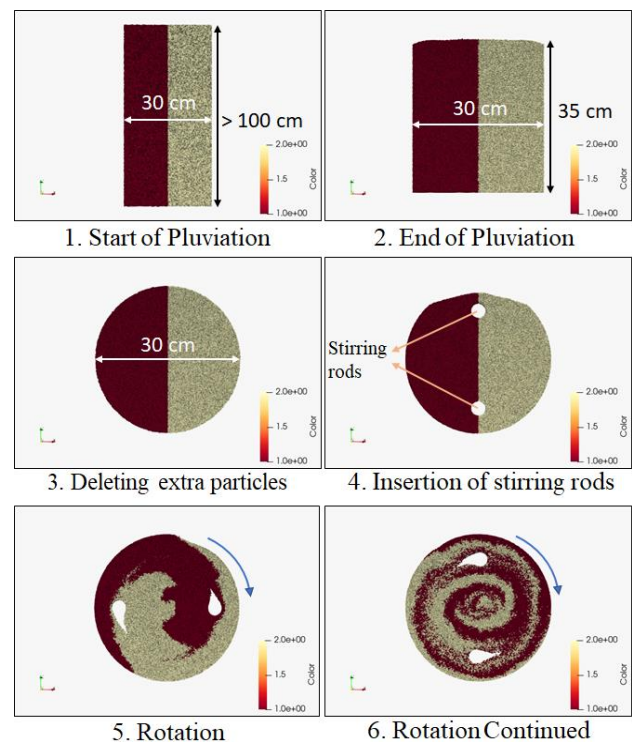 30 cm
> 100 cm
2.0e+00
1.5
1.0e+00
Color
1. Start of Pluviation
30 cm
35 cm
2.0e+00
1.5
1.0e+00
Color
2. End of Pluviation
30 cm
2.0e+00
1.5
1.0e+00
Color
3. Deleting extra particles
Stirring
rods
2.0e+00
1.5
1.0e+00
Color
4. Insertion of stirring rods
2.0e+00
1.5
1.0e+00
Color
5. Rotation
2.0e+00
1.5
1.0e+00
Color
6. Rotation Continued